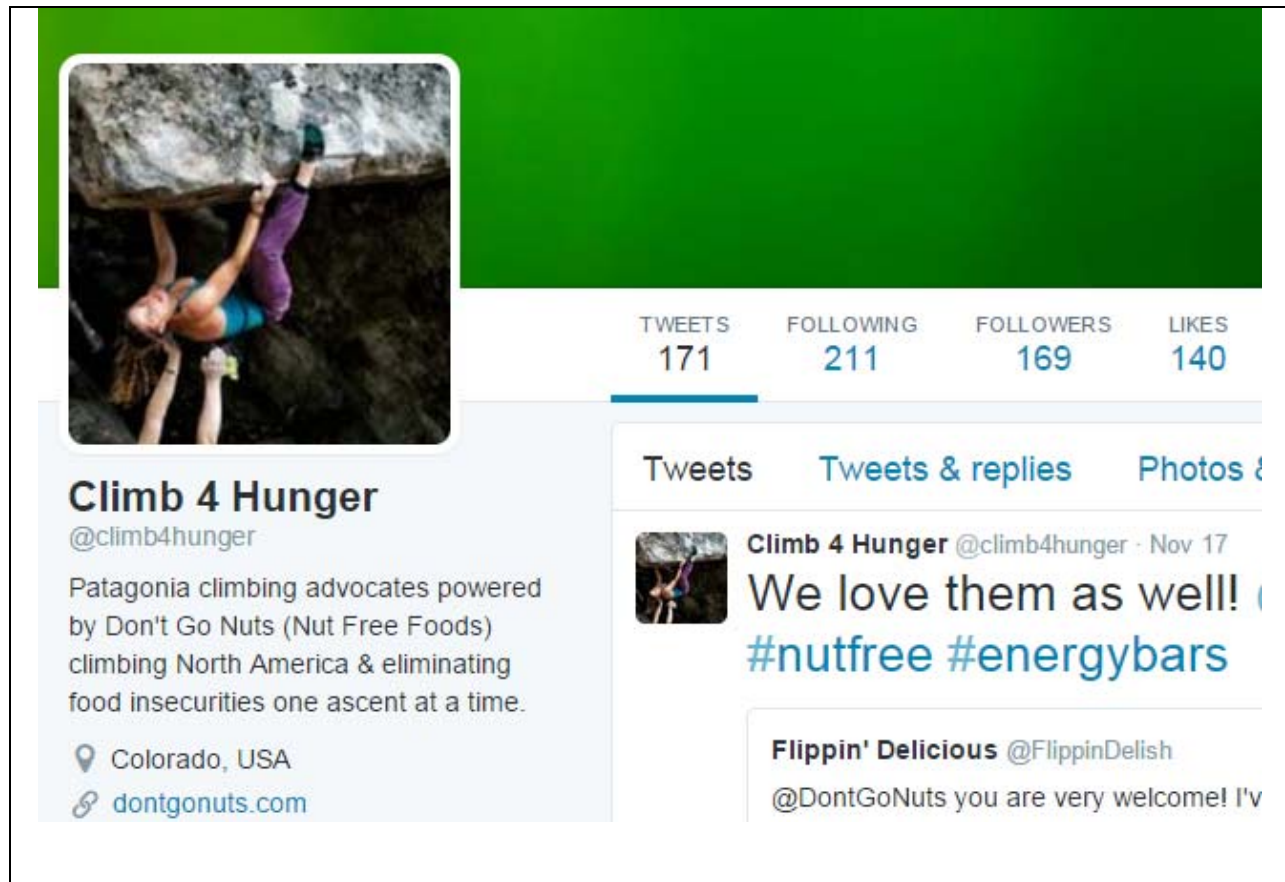 TWEETS FOLLOWING FOLLOWERS LIKES
171 211 169 140
Climb 4 Hunger
@climb4hunger
Patagonia climbing advocates powered
by Don't Go Nuts (Nut Free Foods)
climbing North America & eliminating
food insecurities one ascent at a time.
Colorado, USA
dontgonuts.com
Tweets Tweets & replies Photos &
Climb 4 Hunger @climb4hunger · Nov 17
We love them as well!
#nutfree #energybars
Flippin' Delicious @FlippinDelish
@DontGoNuts you are very welcome! I'v